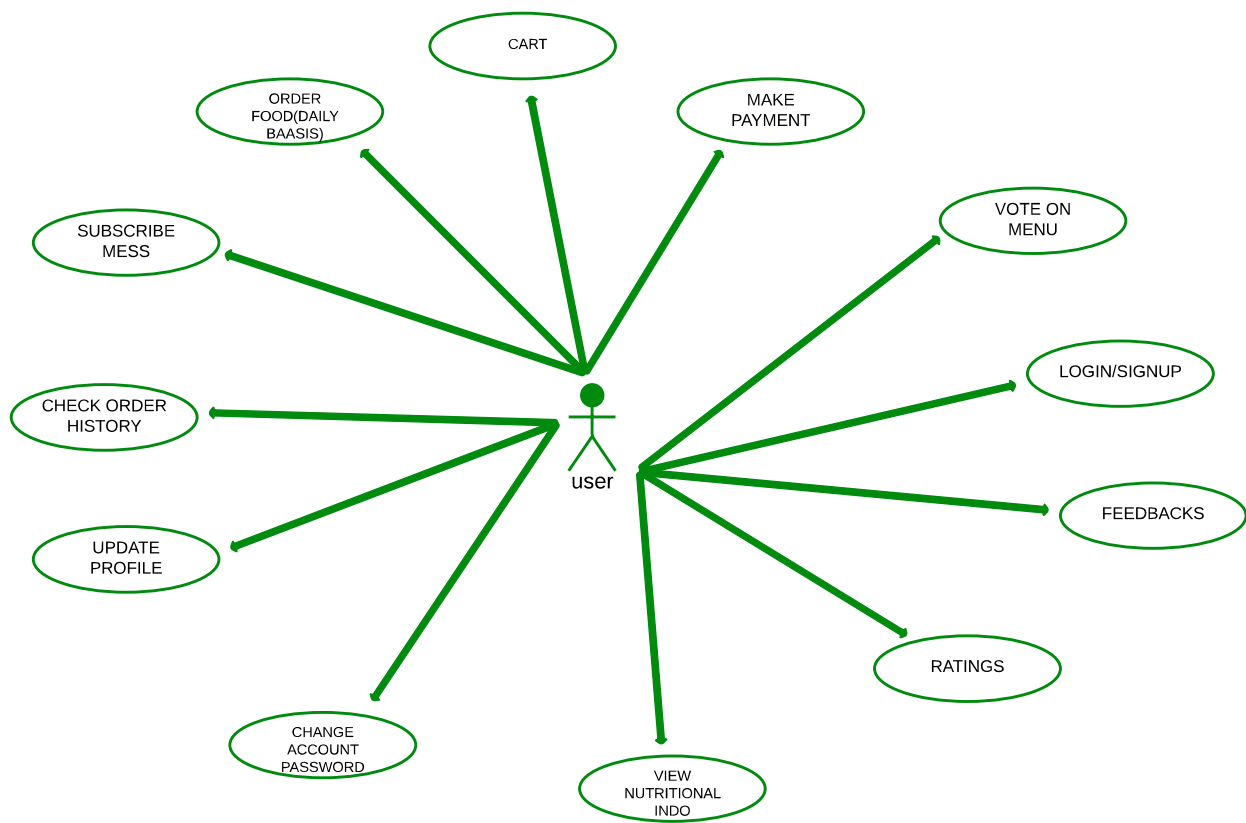 CART
ORDER
FOOD(DAILY
BAASIS)
MAKE
PAYMENT
VOTE ON
MENU
SUBSCRIBE
MESS
LOGIN/SIGNUP
CHECK ORDER
HISTORY
user
FEEDBACKS
UPDATE
PROFILE
RATINGS
CHANGE
ACCOUNT
PASSWORD
VIEW
NUTRITIONAL
INDO